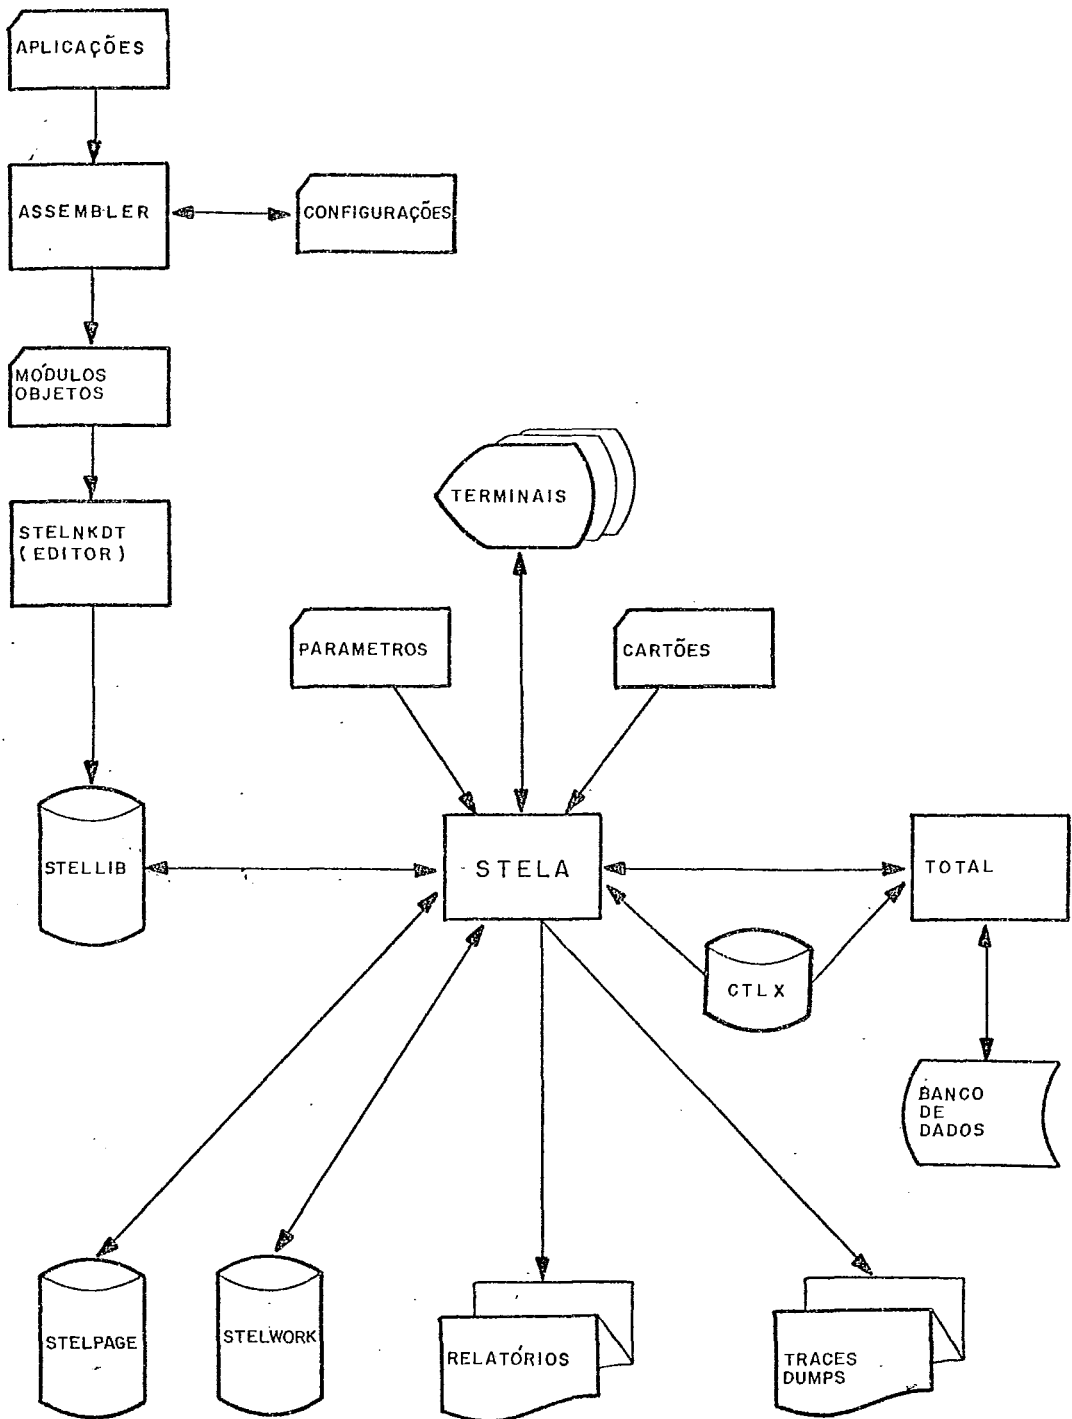 APLICAÇÕES
ASSEMBLER
CONFIGURAÇÕES
MÓDULOS
OBJETOS
STELNKDT
(EDITOR)
TERMINAIS
PARAMETROS
CARTÕES
STELLIB
STELA
TOTAL
CTLX
BANCO
DE
DADOS
STELPAGE
STELWORK
RELATÓRIOS
TRACES
DUMPS